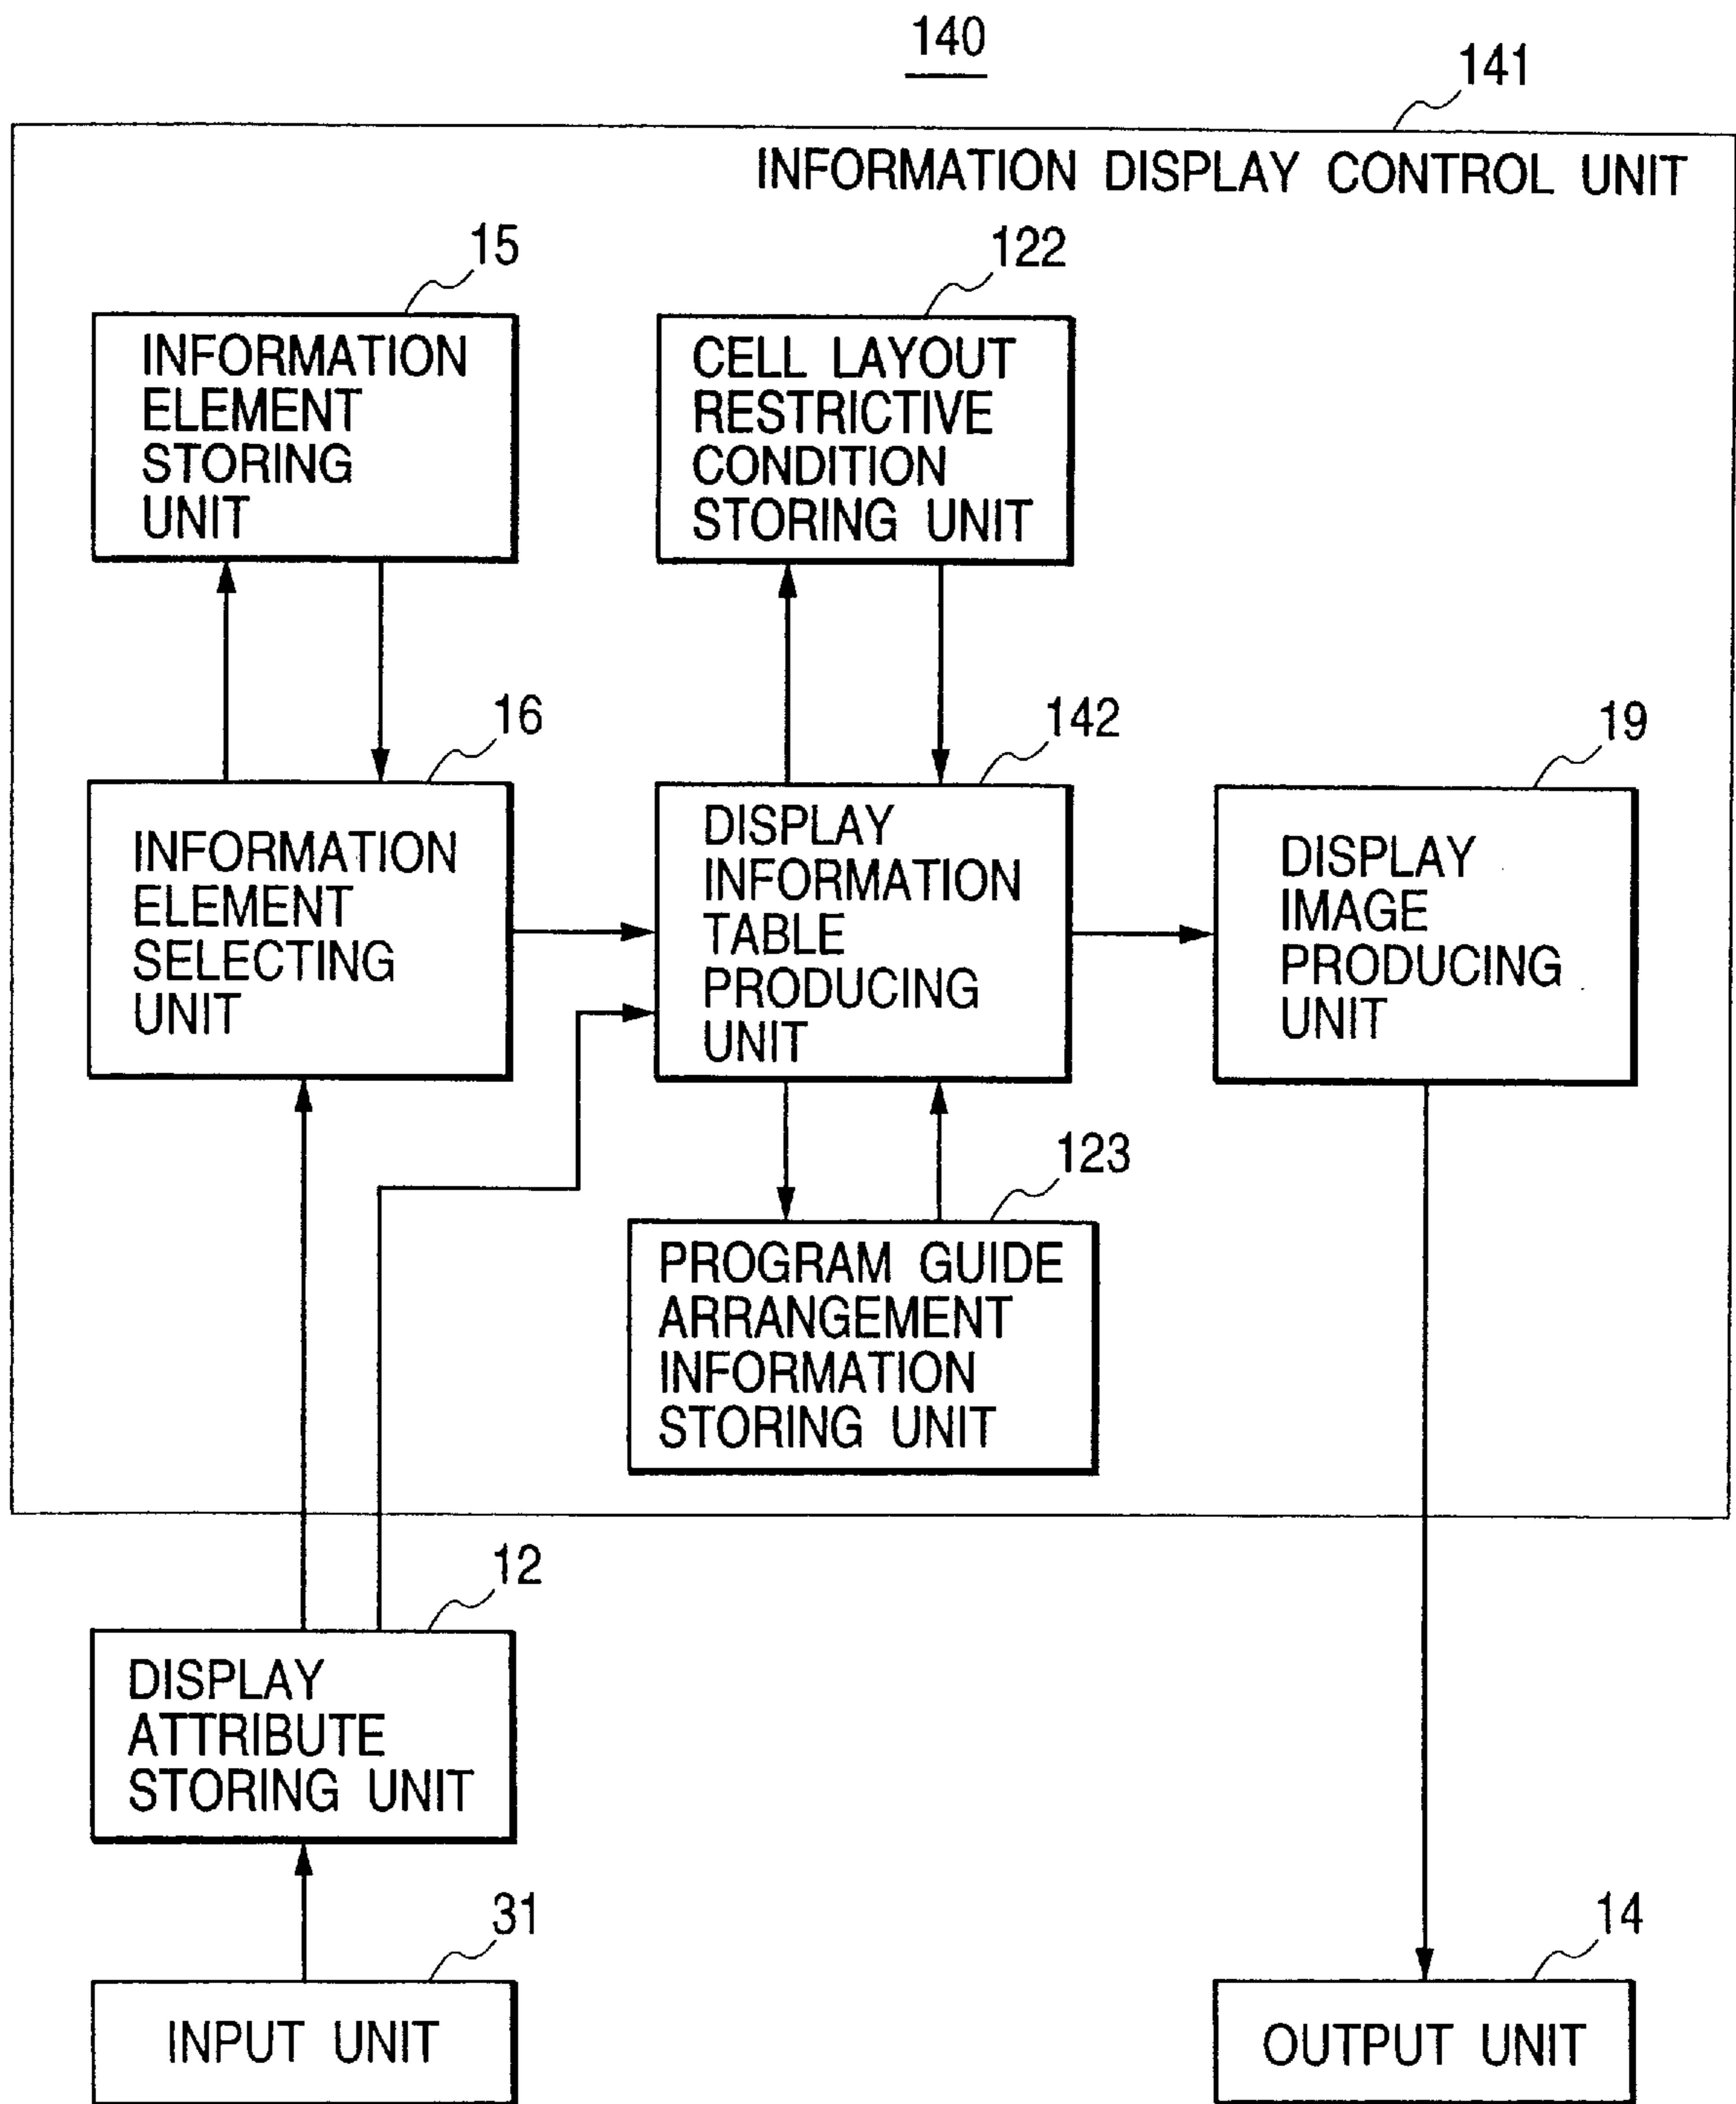 140
141
INFORMATION DISPLAY CONTROL UNIT
15
INFORMATION
ELEMENT
STORING
UNIT
122
CELL LAYOUT
RESTRICTIVE
CONDITION
STORING UNIT
16
INFORMATION
ELEMENT
SELECTING
UNIT
142
DISPLAY
INFORMATION
TABLE
PRODUCING
UNIT
19
DISPLAY
IMAGE
PRODUCING
UNIT
123
PROGRAM GUIDE
ARRANGEMENT
INFORMATION
STORING UNIT
12
DISPLAY
ATTRIBUTE
STORING UNIT
31
INPUT UNIT
14
OUTPUT UNIT